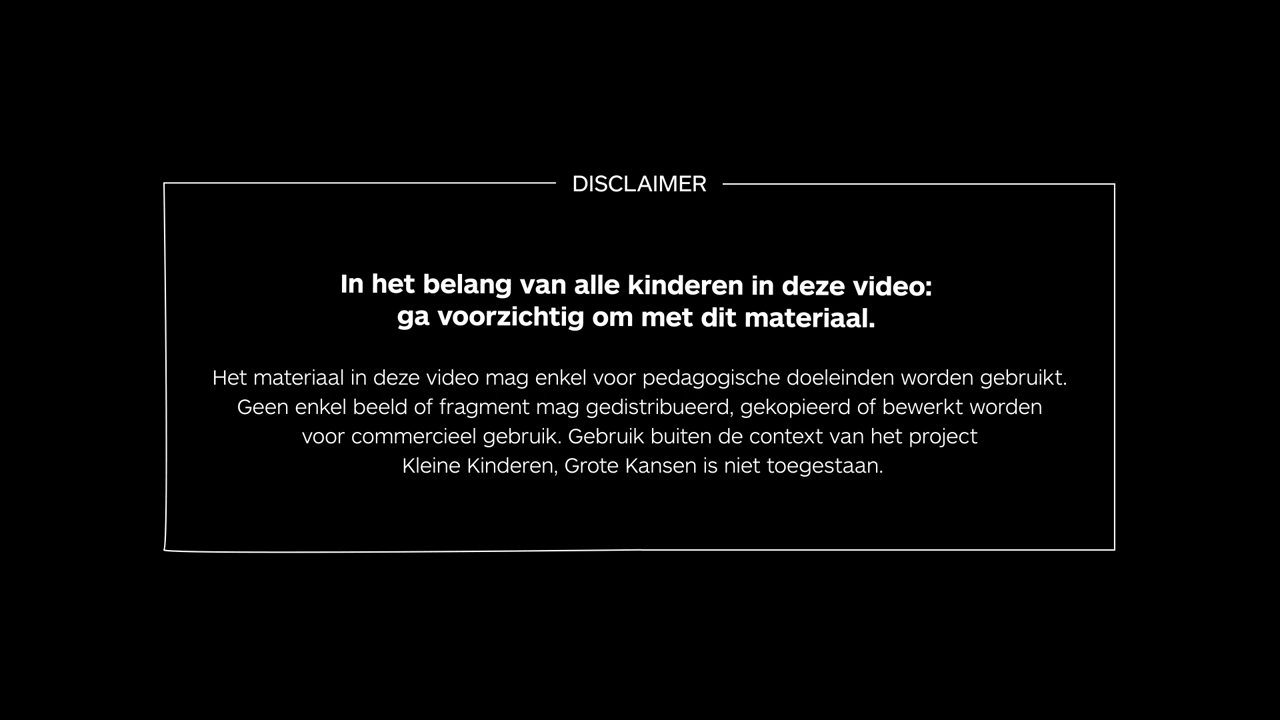 DISCLAIMER
In het belang van alle kinderen in deze video:
ga voorzichtig om met dit materiaal.
Het materiaal in deze video mag enkel voor pedagogische doeleinden worden gebruikt.
Geen enkel beeld of fragment mag gedistribueerd, gekopieerd of bewerkt worden
voor commercieel gebruik. Gebruik buiten de context van het project
Kleine Kinderen, Grote Kansen is niet toegestaan.